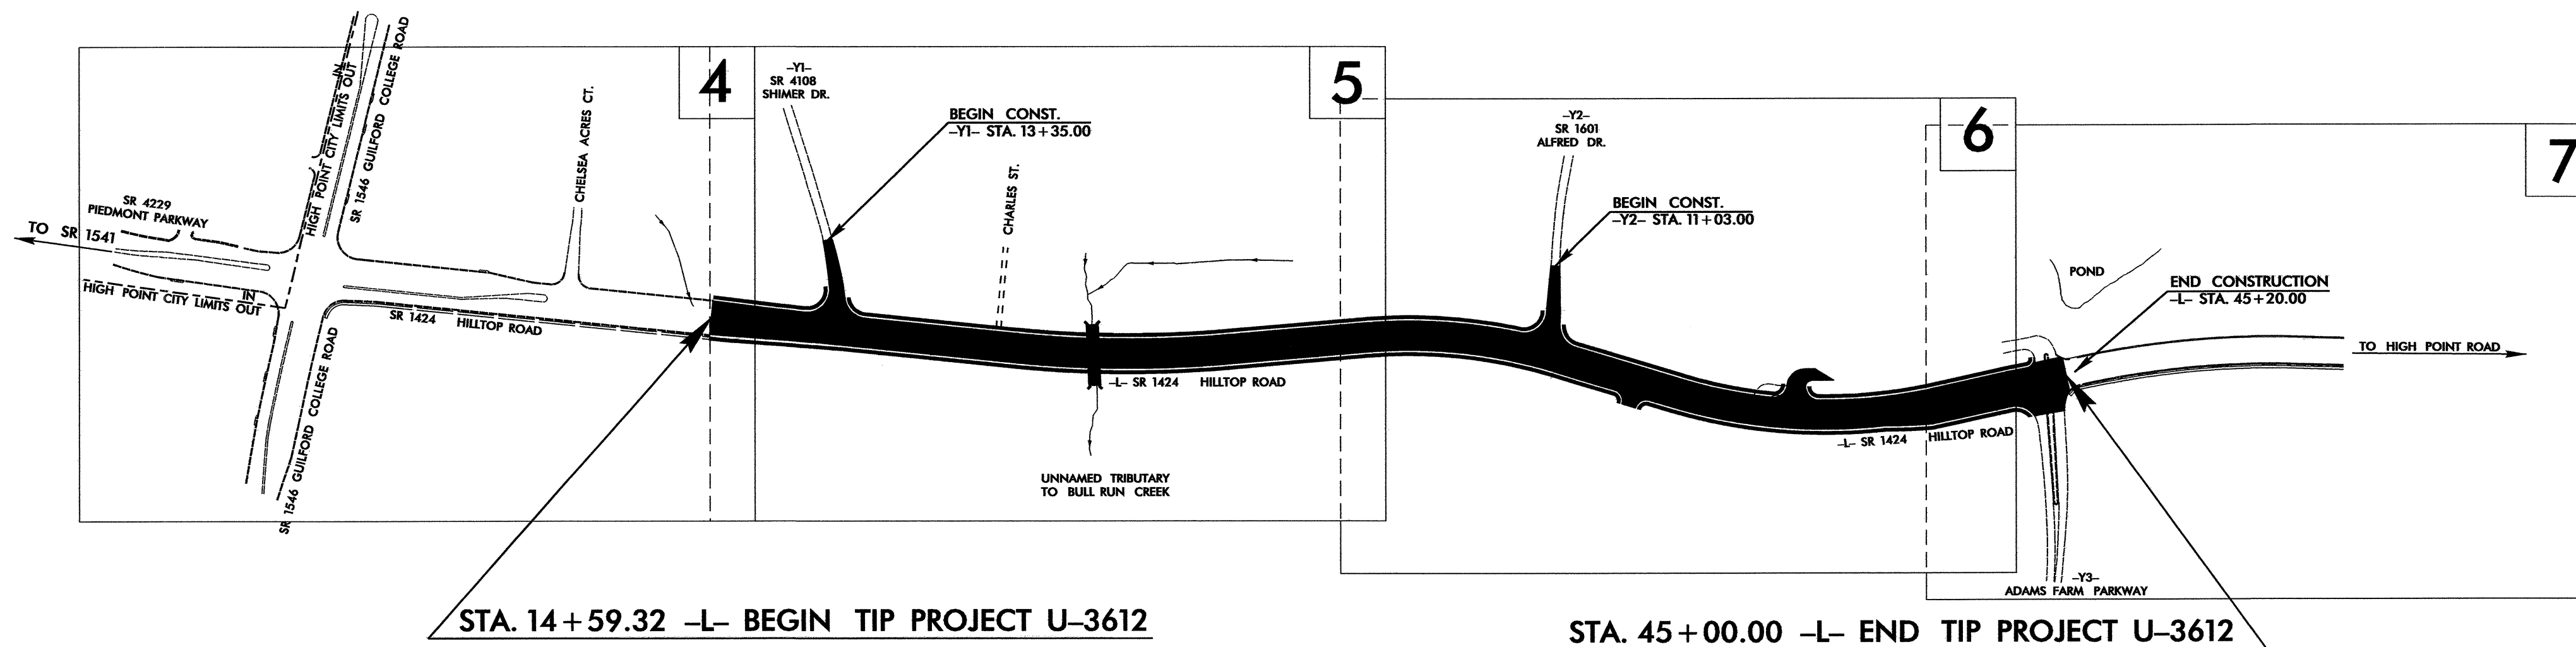 4
5
6
7
IN
HIGH POINT CITY LIMITS OUT
SR 1546 GUILFORD COLLEGE ROAD
CHELSEA ACRES CT.
–Y1–
SR 4108
SHIMER DR.
BEGIN CONST.
–Y1– STA. 13+35.00
CHARLES ST.
–Y2–
SR 1601
ALFRED DR.
BEGIN CONST.
–Y2– STA. 11+03.00
SR 4229
PIEDMONT PARKWAY
TO SR 1541
IN
HIGH POINT CITY LIMITS OUT
SR 1424 HILLTOP ROAD
SR 1546 GUILFORD COLLEGE ROAD
–L– SR 1424 HILLTOP ROAD
UNNAMED TRIBUTARY
TO BULL RUN CREEK
POND
END CONSTRUCTION
–L– STA. 45+20.00
TO HIGH POINT ROAD
–L– SR 1424 HILLTOP ROAD
–Y3–
ADAMS FARM PARKWAY
STA. 14+59.32 –L– BEGIN TIP PROJECT U–3612
STA. 45+00.00 –L– END TIP PROJECT U–3612